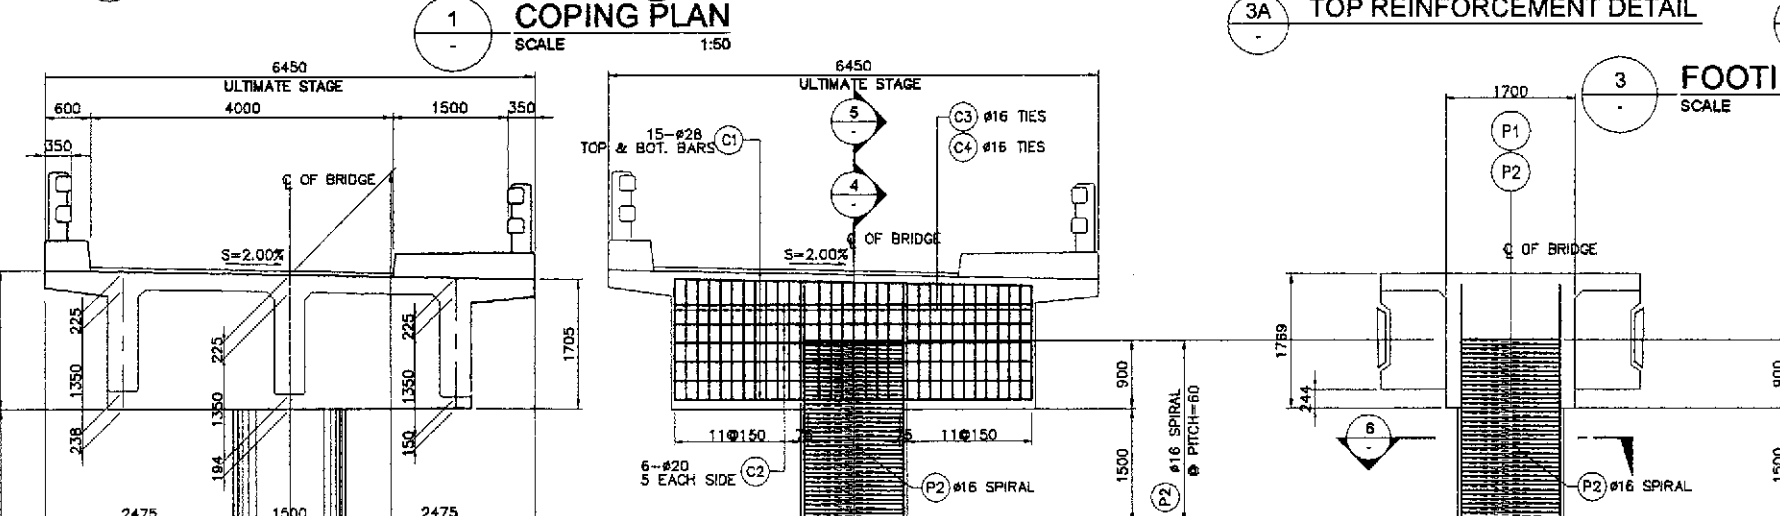 1
-
COPING PLAN
SCALE 1:50
3A
-
TOP REINFORCEMENT DETAIL
3
-
FOOTI
SCALE
6450
ULTIMATE STAGE
600
4000
1500
350
350
℄ OF BRIDGE
S=2.00%
225
225
225
1350
1350
1350
238
194
150
1705
2475
1500
2475
6450
ULTIMATE STAGE
5
-
4
-
15-ø28
TOP & BOT. BARS
C1
C3 ø16 TIES
C4 ø16 TIES
℄ OF BRIDGE
S=2.00%
11@150
75
75
11@150
6-ø20
5 EACH SIDE
C2
P2 ø16 SPIRAL
900
1500
P2 ø16 SPIRAL
@ PITCH=60
1700
P1
P2
℄ OF BRIDGE
1769
244
6
-
P2 ø16 SPIRAL
900
1500